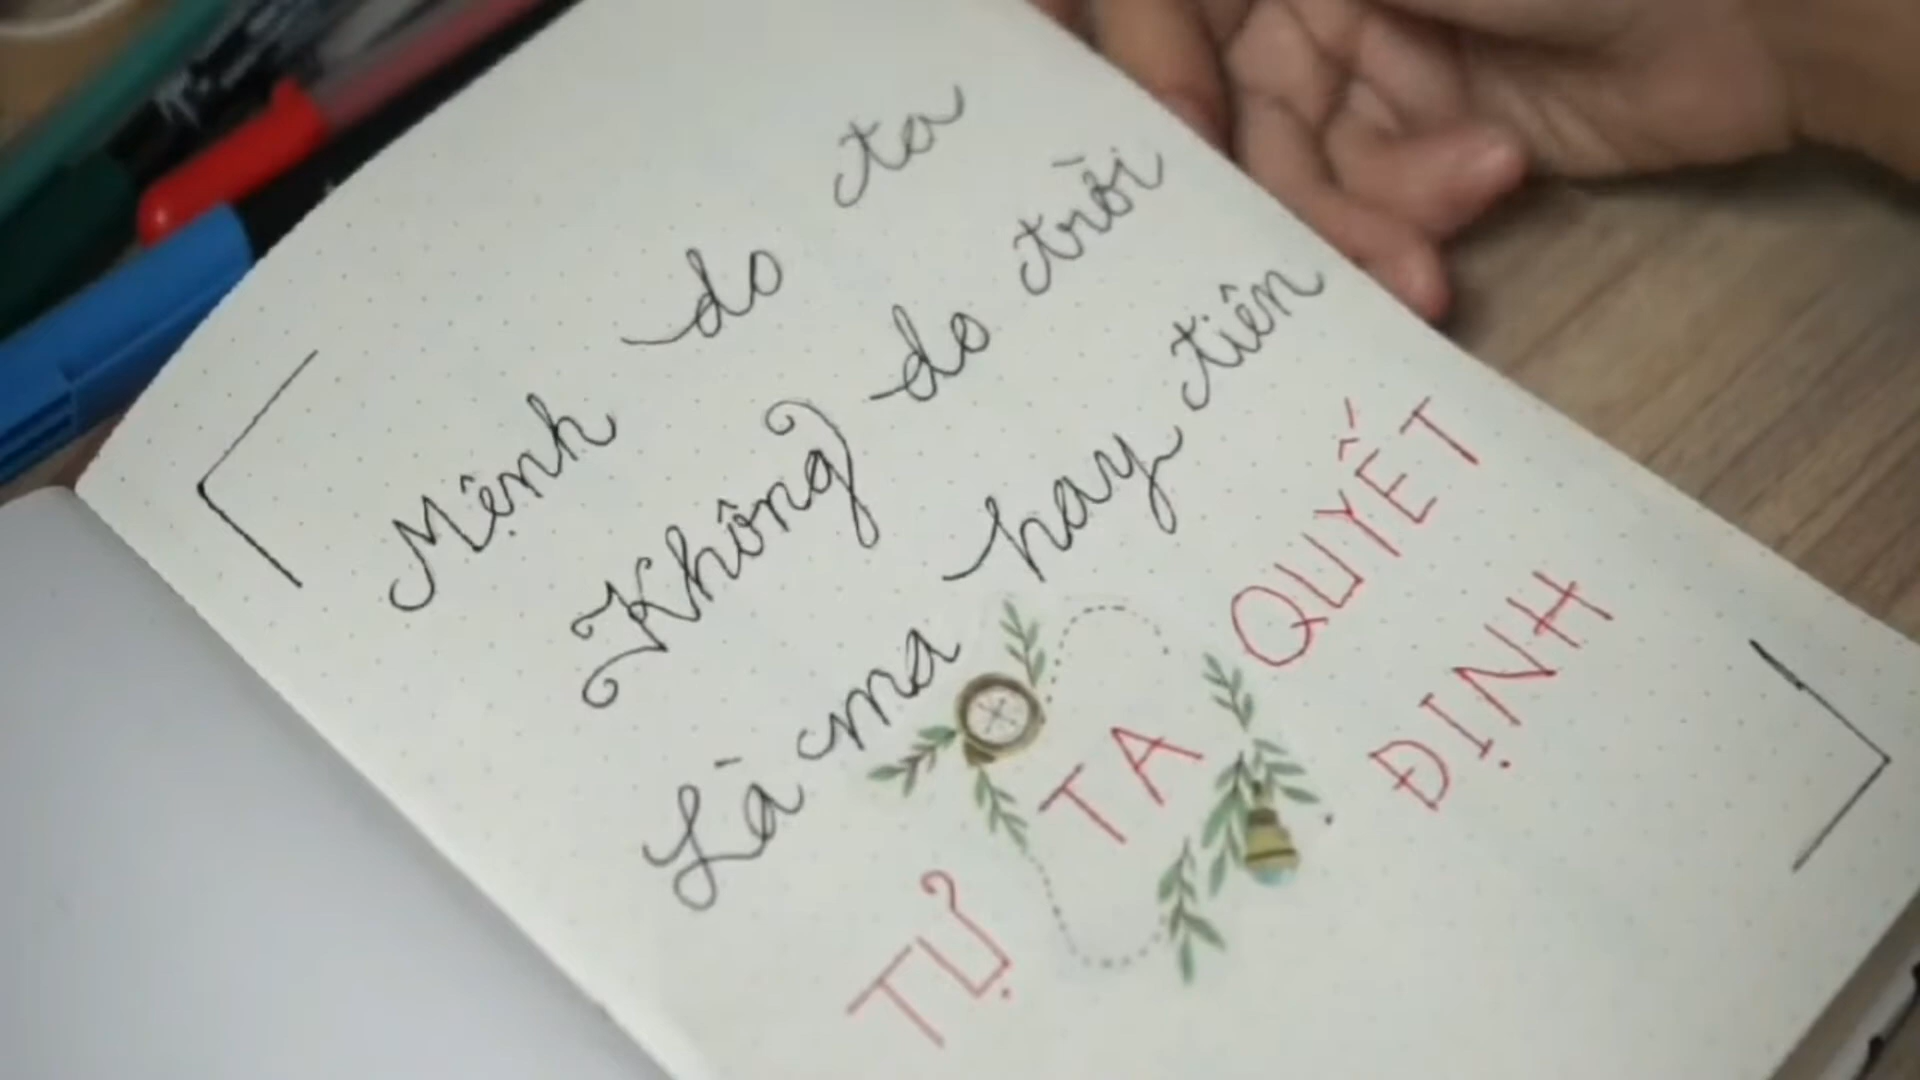 Mệnh do ta
Không do trời
Là ma hay tiên
TỰ TA QUYẾT
ĐỊNH